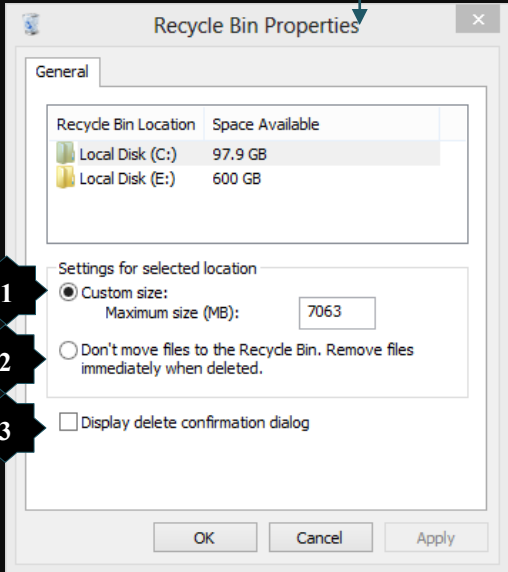 Recycle Bin Properties
General
Recycle Bin Location Space Available
Local Disk (C:) 97.9 GB
Local Disk (E:) 600 GB
Settings for selected location
1
Custom size:
Maximum size (MB): 7063
2
Don't move files to the Recycle Bin. Remove files
immediately when deleted.
3
Display delete confirmation dialog
OK Cancel Apply